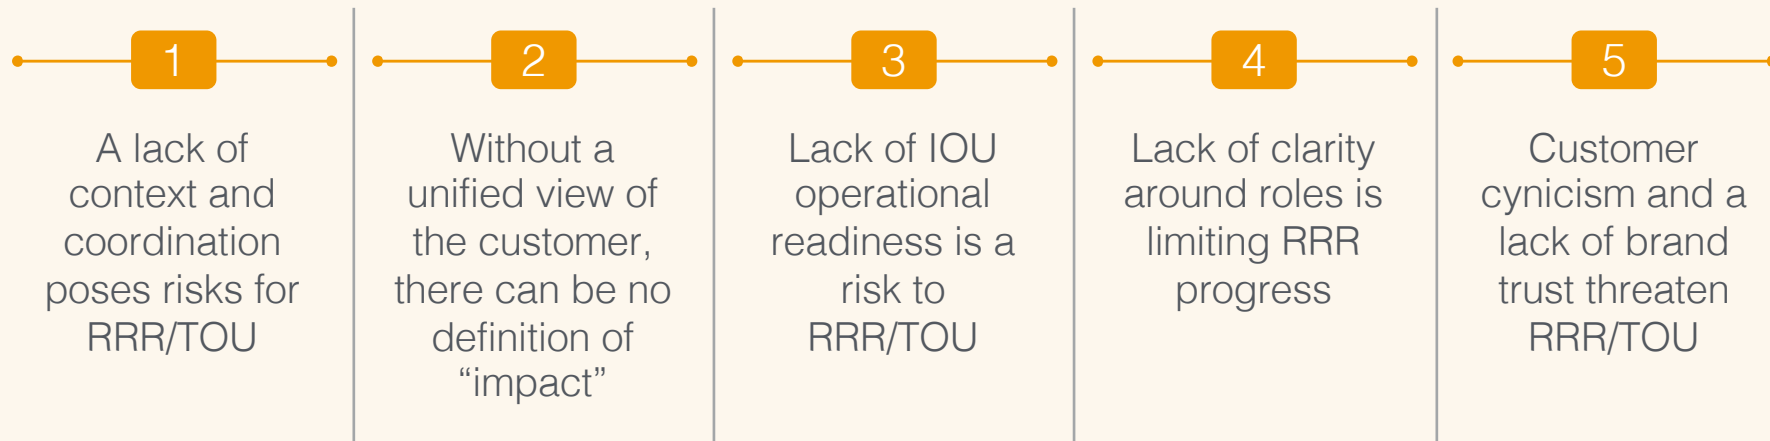 1
A lack of
context and
coordination
poses risks for
RRR/TOU
2
Without a
unified view of
the customer,
there can be no
definition of
“impact”
3
Lack of IOU
operational
readiness is a
risk to
RRR/TOU
4
Lack of clarity
around roles is
limiting RRR
progress
5
Customer
cynicism and a
lack of brand
trust threaten
RRR/TOU